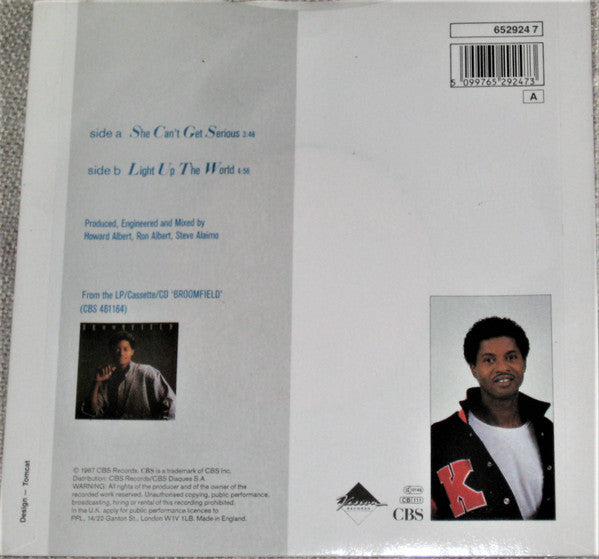 652924 7
5 099765 292473
A
side a She Can't Get Serious 3:46
side b Light Up The World 4:56
Produced, Engineered and Mixed by
Howard Albert, Ron Albert, Steve Alaimo
From the LP/Cassette/CD 'BROOMFIELD'
(CBS 461164)
BROOMFIELD
K
© 1987 CBS Records. CBS is a trademark of CBS Inc.
Distribution: CBS Records/CBS Disques S.A.
WARNING: All rights of the producer and of the owner of the
recorded work reserved. Unauthorised copying, public performance,
broadcasting, hiring or rental of this recording prohibited.
In the U.K. apply for public performance licences to
PPL, 14/22 Ganton St., London W1V 1LB. Made in England.
Vision
RECORDS
CBS
Design — Tomcat